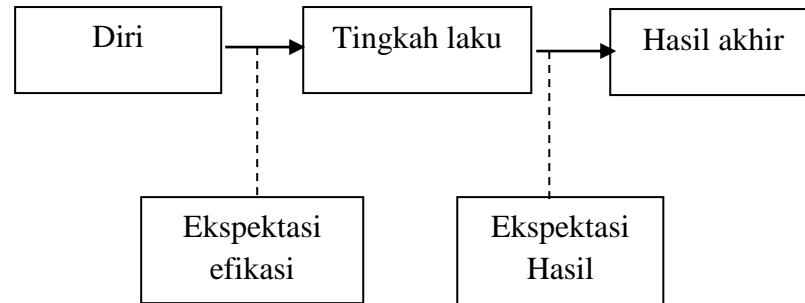 Diri
Tingkah laku
Hasil akhir
Ekspektasi
efikasi
Ekspektasi
Hasil